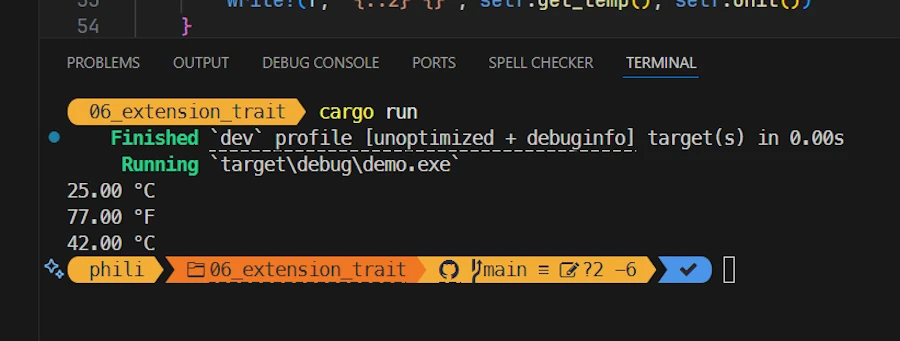 53 write!(f, "{:.2} {}", self.get_temp(), self.unit())
54 }
PROBLEMS OUTPUT DEBUG CONSOLE PORTS SPELL CHECKER TERMINAL
06_extension_trait cargo run
Finished `dev` profile [unoptimized + debuginfo] target(s) in 0.00s
Running `target\debug\demo.exe`
25.00 °C
77.00 °F
42.00 °C
phili 06_extension_trait main ≡ ?2 ~6